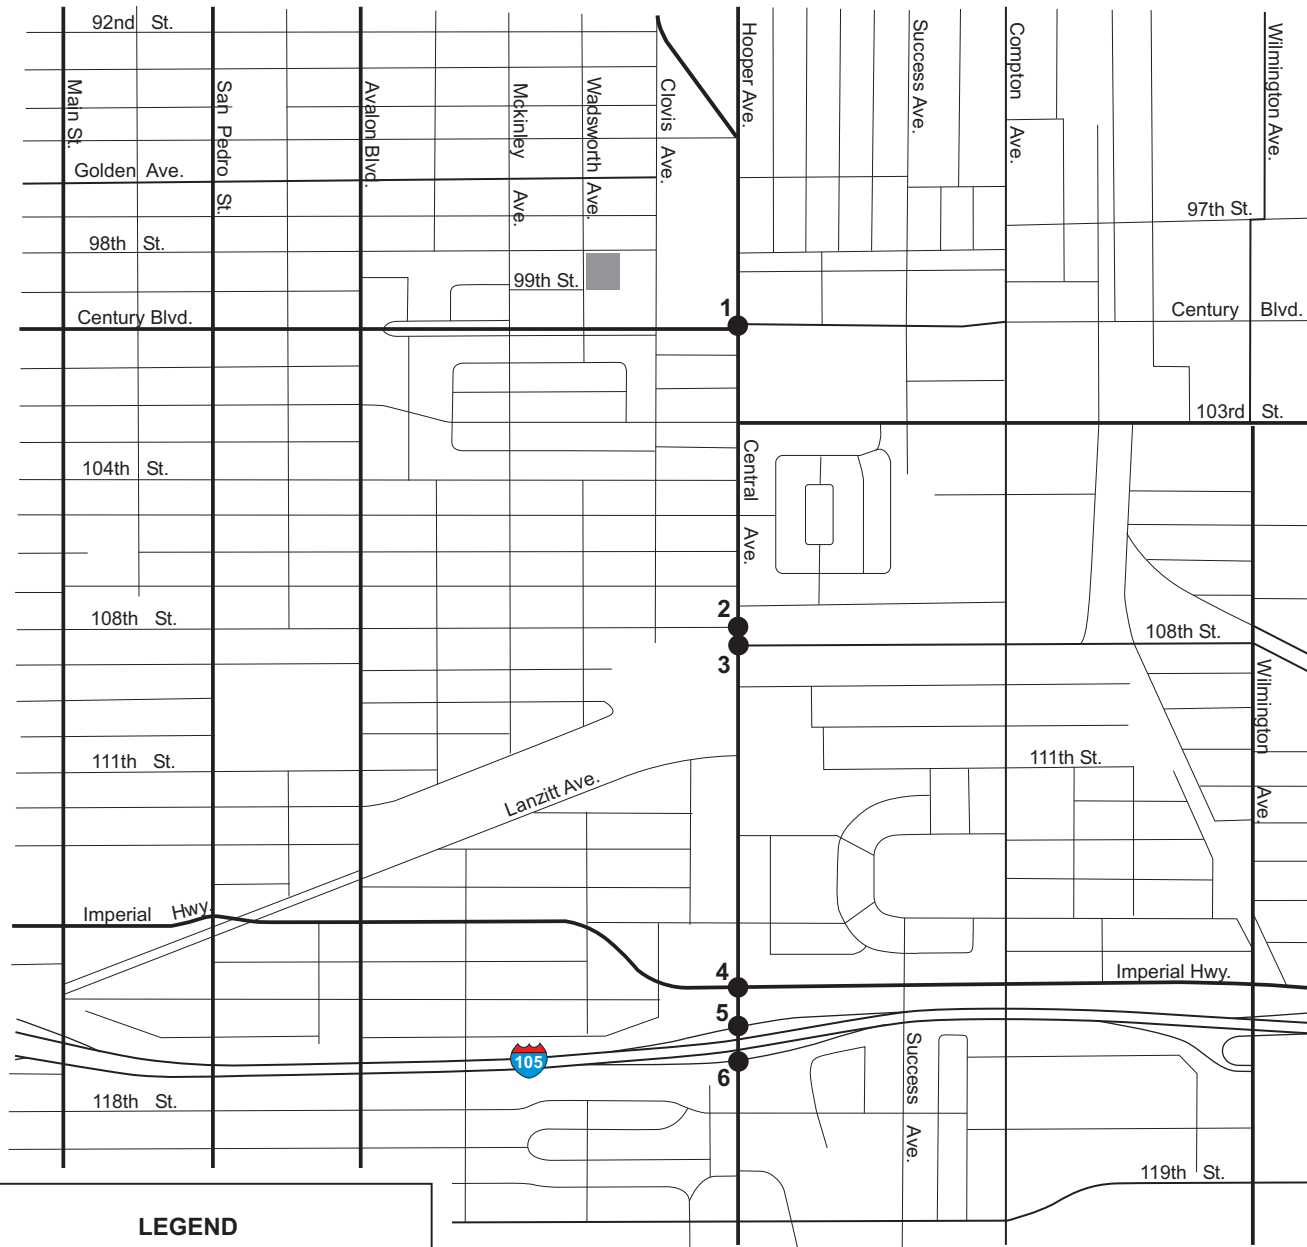 92nd St.
Main St.
San Pedro St.
Avalon Blvd.
Mckinley Ave.
Wadsworth Ave.
Clovis Ave.
Hooper Ave.
Success Ave.
Compton Ave.
Wilmington Ave.
Golden Ave.
97th St.
98th St.
99th St.
Century Blvd.
1
Century Blvd.
103rd St.
104th St.
Central Ave.
2
108th St.
108th St.
3
Wilmington Ave.
111th St.
111th St.
Lanzitt Ave.
Imperial Hwy.
4
Imperial Hwy.
5
105
6
Success Ave.
118th St.
119th St.
LEGEND